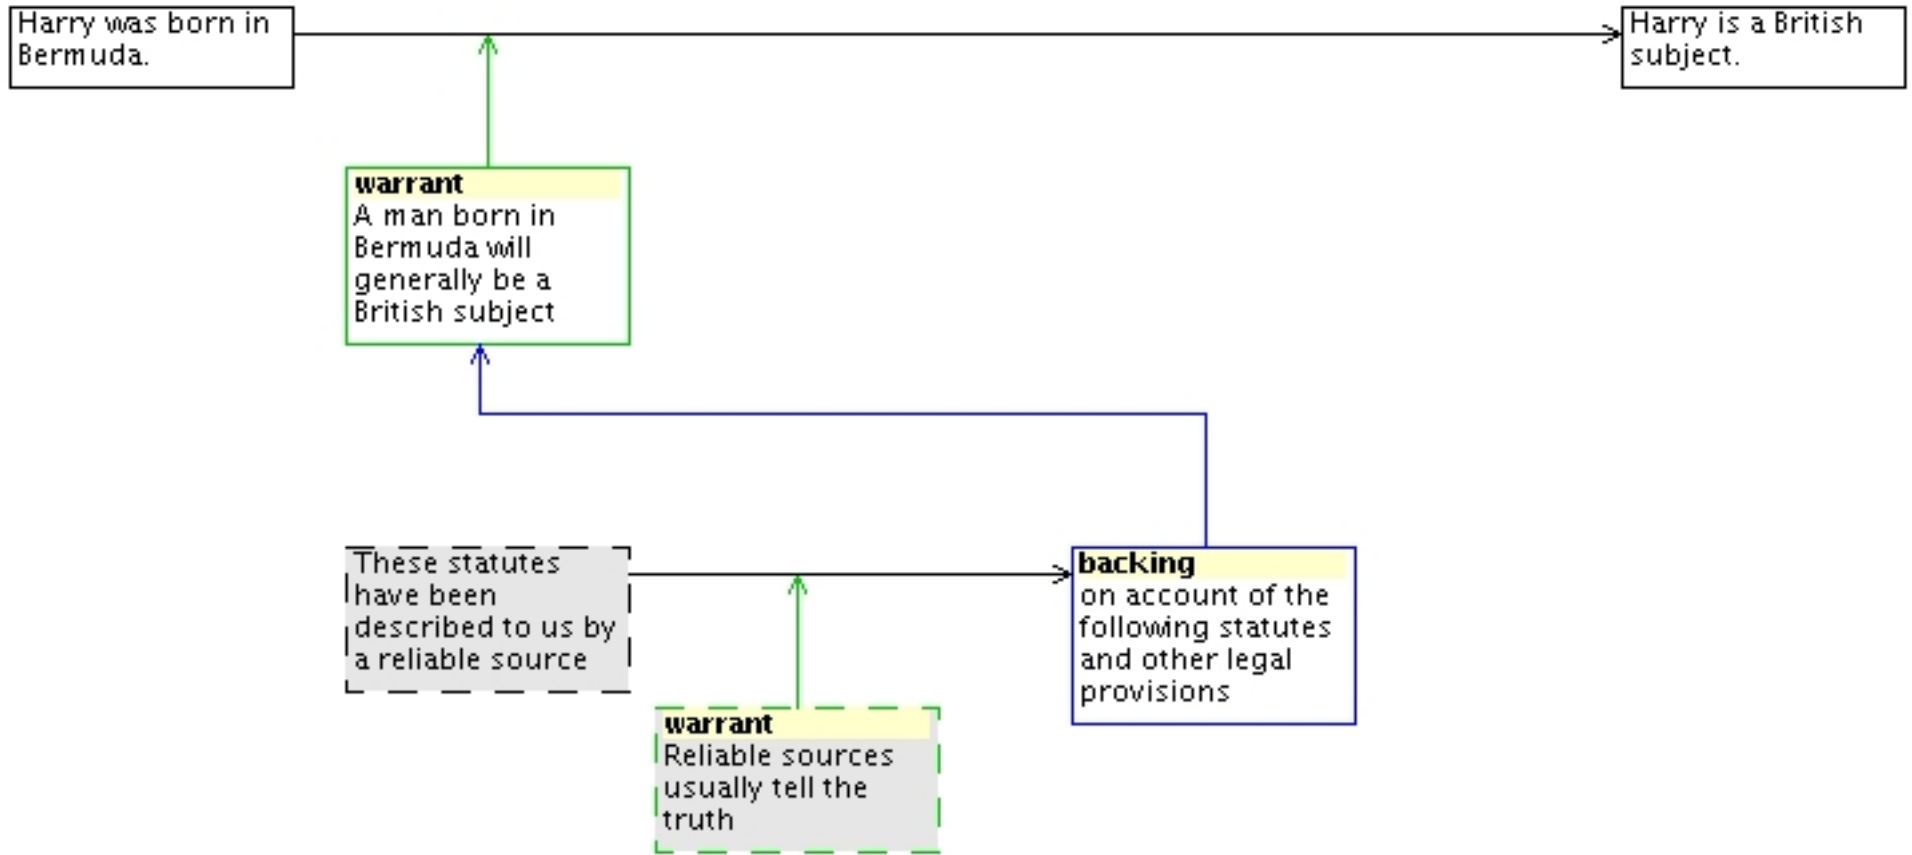 Harry was born in
Bermuda.
Harry is a British
subject.
warrant
A man born in
Bermuda will
generally be a
British subject
These statutes
have been
described to us by
a reliable source
backing
on account of the
following statutes
and other legal
provisions
warrant
Reliable sources
usually tell the
truth